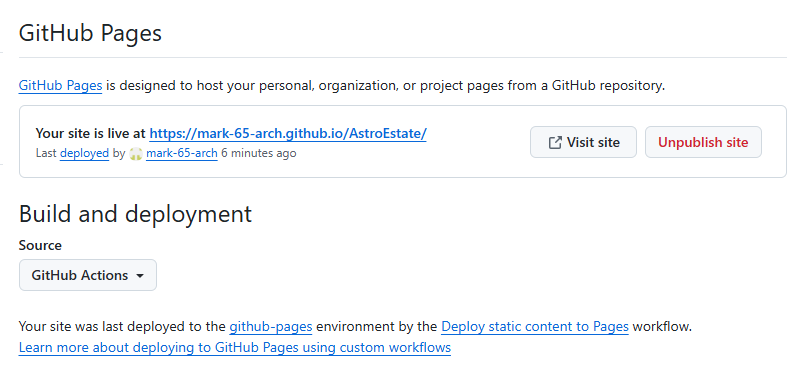 GitHub Pages
GitHub Pages is designed to host your personal, organization, or project pages from a GitHub repository.
Your site is live at https://mark-65-arch.github.io/AstroEstate/
Last deployed by mark-65-arch 6 minutes ago
Visit site
Unpublish site
Build and deployment
Source
GitHub Actions
Your site was last deployed to the github-pages environment by the Deploy static content to Pages workflow.
Learn more about deploying to GitHub Pages using custom workflows